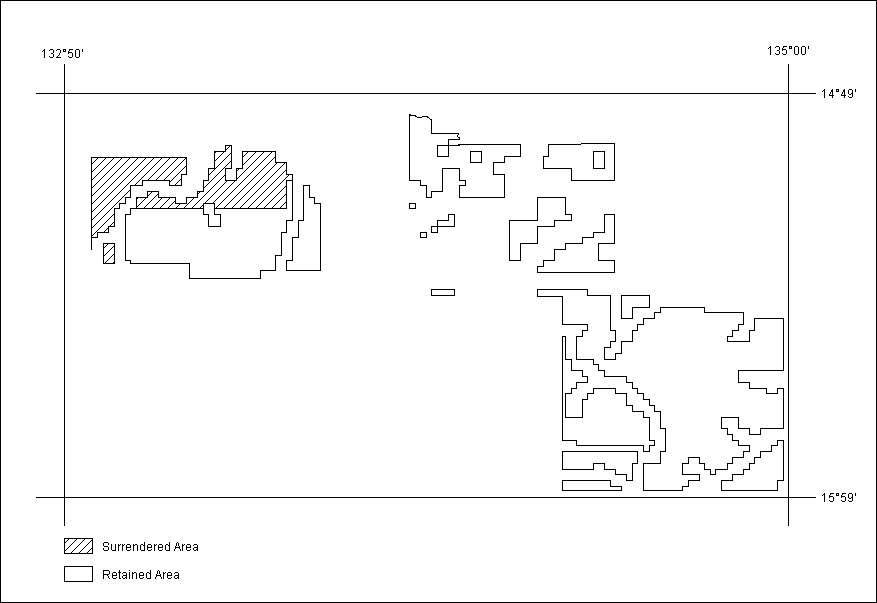 132°50'
135°00'
14°49'
15°59'
Surrendered Area
Retained Area